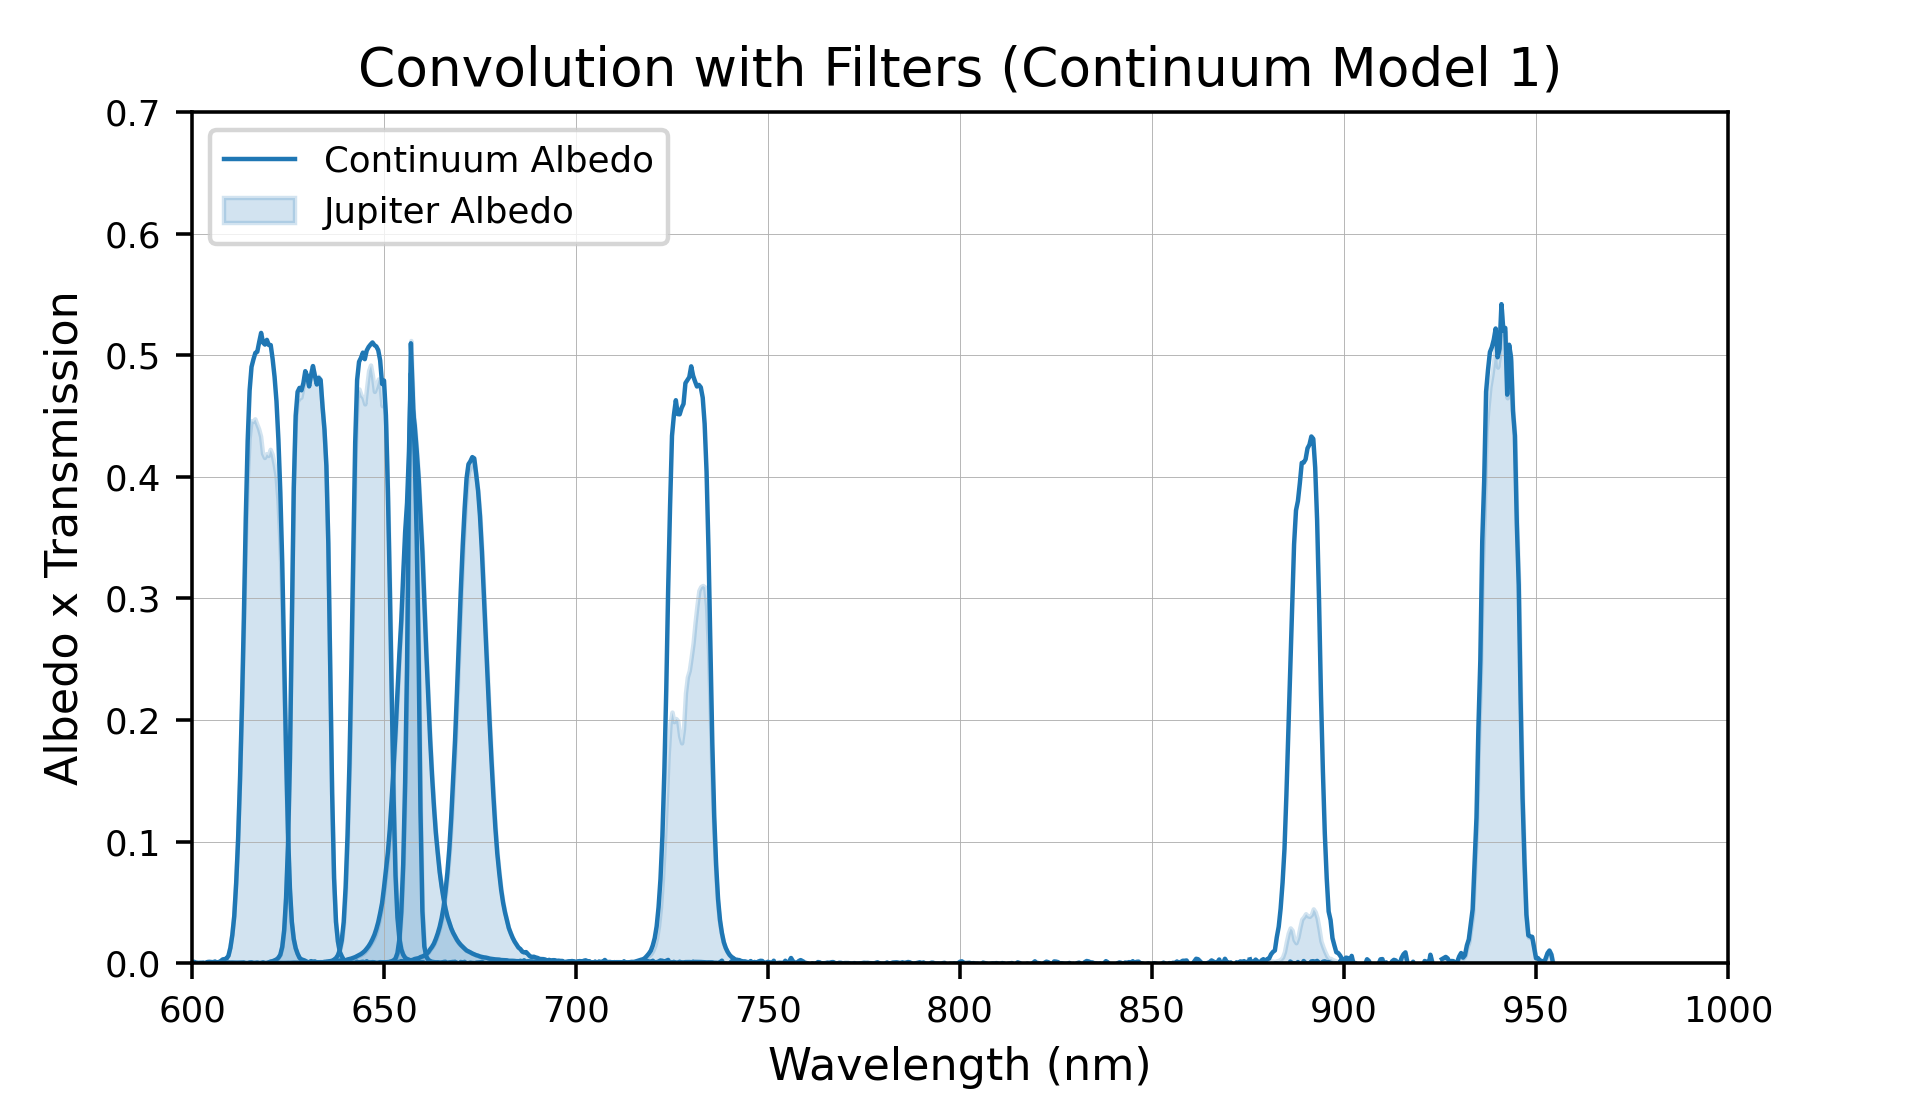 Convolution with Filters (Continuum Model 1)
Continuum Albedo
Jupiter Albedo
Albedo x Transmission
0.7
0.6
0.5
0.4
0.3
0.2
0.1
0.0
600 650 700 750 800 850 900 950 1000
Wavelength (nm)